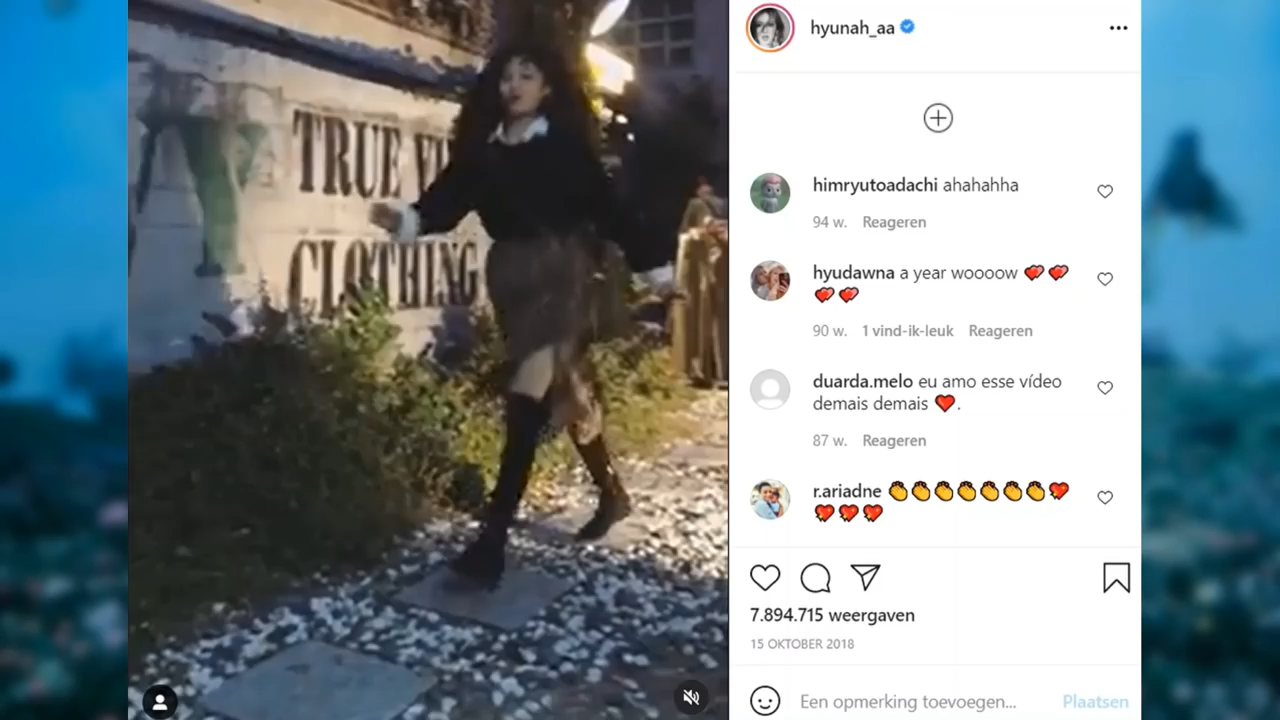 TRUE
CLOTHING
hyunah_aa
himryutoadachi ahahahha
94 w. Reageren
hyudawna a year woooow 💞 💞
💞 💞
90 w. 1 vind-ik-leuk Reageren
duarda.melo eu amo esse vídeo
demais demais ❤️.
87 w. Reageren
r.ariadne 👏👏👏👏👏👏👏💖
💖💖💖
7.894.715 weergaven
15 OKTOBER 2018
Een opmerking toevoegen... Plaatsen